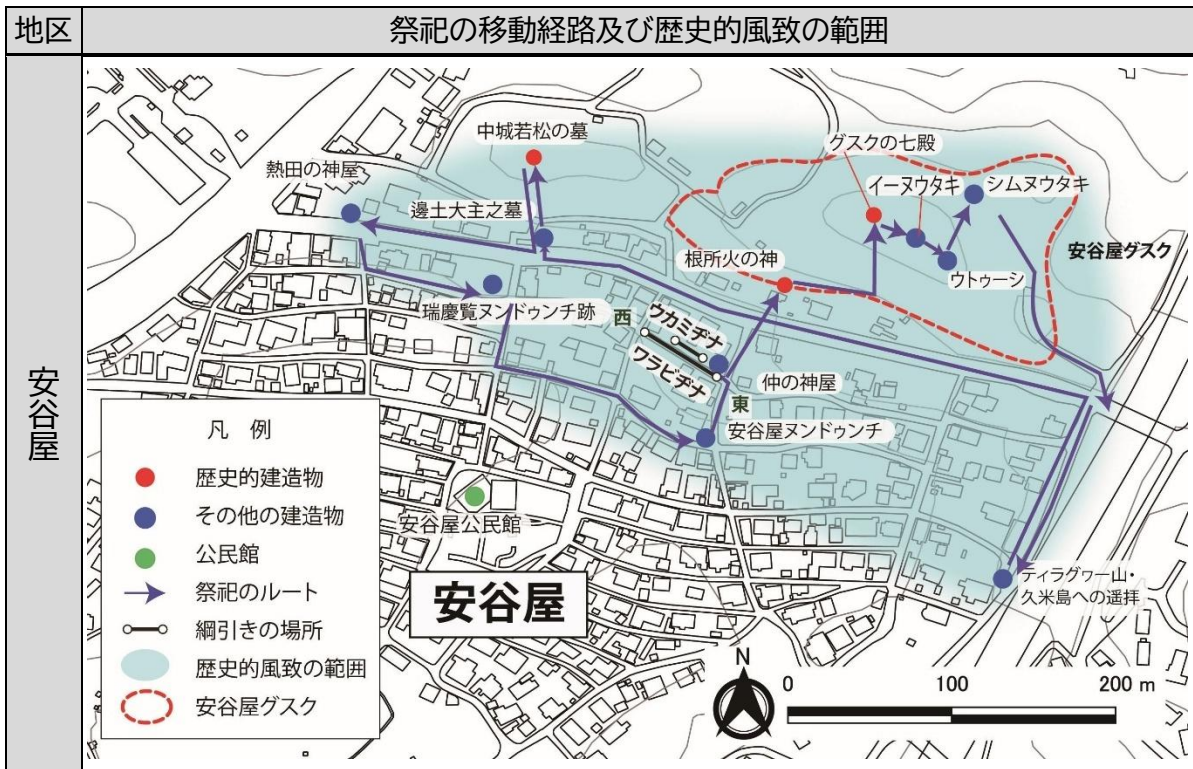 地区
祭祀の移動経路及び歴史的風致の範囲
安谷屋
中城若松の墓
熱田の神屋
邊土大主之墓
瑞慶覧ヌンドゥンチ跡
グスクの七殿
イーヌウタキ
シムヌウタキ
ウトゥーシ
安谷屋グスク
根所火の神
西
ウカミヂナ
ワラビヂナ
東
仲の神屋
安谷屋ヌンドゥンチ
安谷屋公民館
安谷屋
ティラグヮー山・
久米島への遥拝
凡 例
歴史的建造物
その他の建造物
公民館
祭祀のルート
綱引きの場所
歴史的風致の範囲
安谷屋グスク
N
0 100 200 m